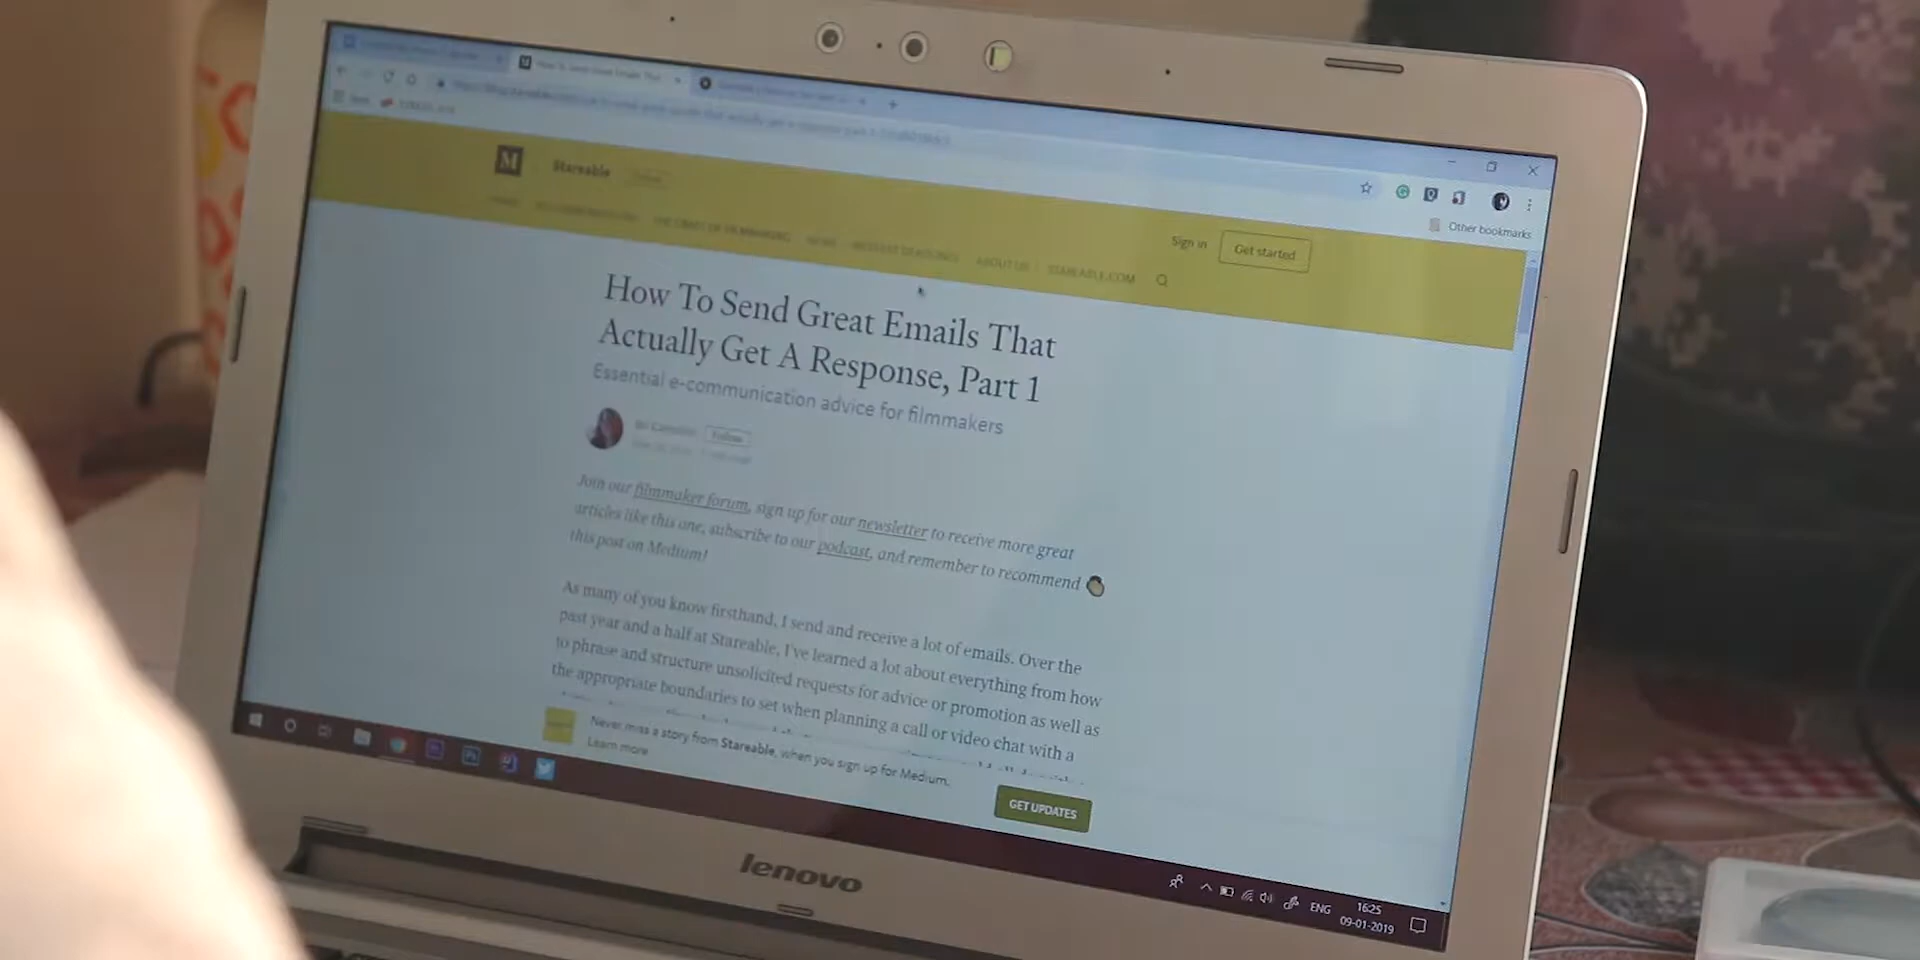 M Stareable
Sign in Get started
Other bookmarks
ABOUT US STAREABLE.COM
How To Send Great Emails That
Actually Get A Response, Part 1
Essential e-communication advice for filmmakers
Follow
Join our filmmaker forum, sign up for our newsletter to receive more great
articles like this one, subscribe to our podcast, and remember to recommend
this post on Medium!
As many of you know firsthand, I send and receive a lot of emails. Over the
past year and a half at Stareable, I've learned a lot about everything from how
to phrase and structure unsolicited requests for advice or promotion as well as
the appropriate boundaries to set when planning a call or video chat with a
Never miss a story from Stareable, when you sign up for Medium.
Learn more
GET UPDATES
ENG
16:25
09-01-2019
lenovo